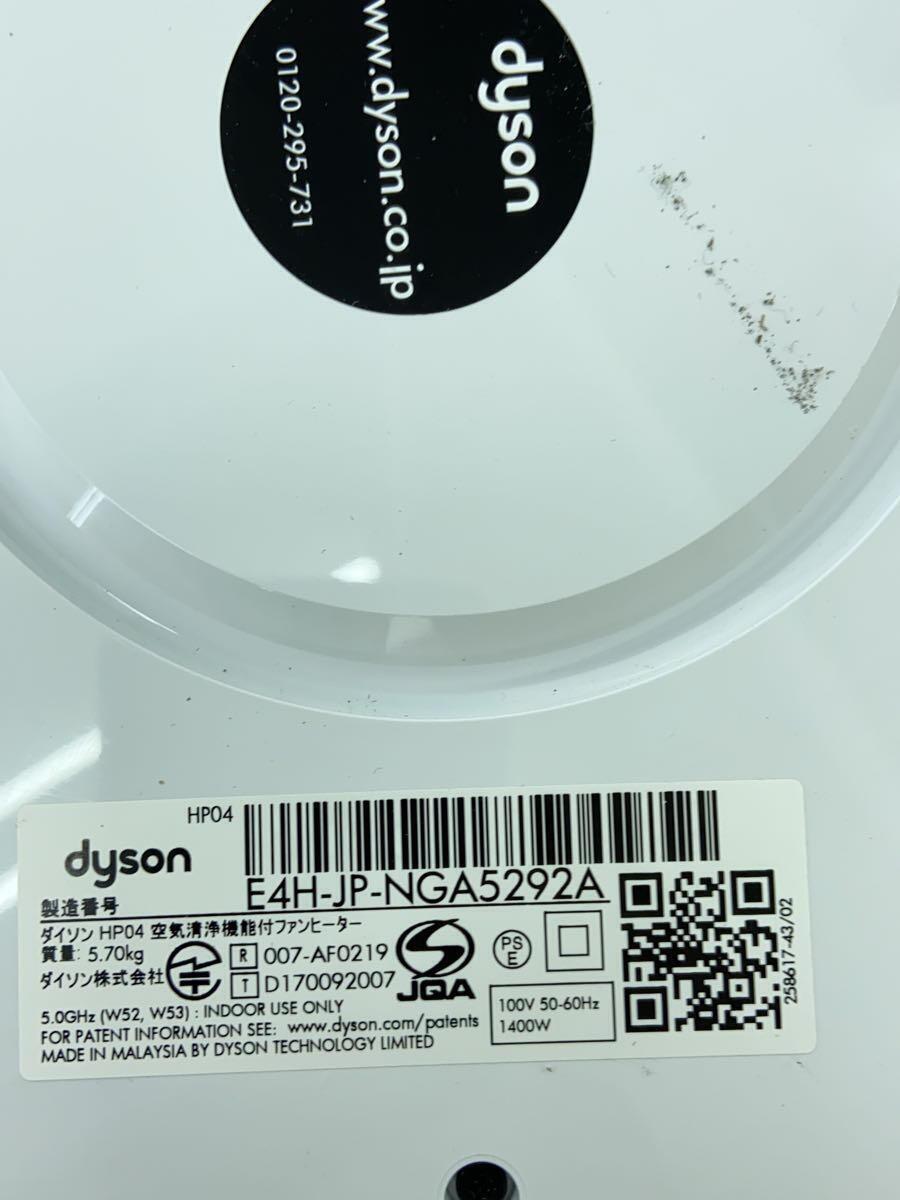 dyson
ww.dyson.co.jp
0120-295-731
HP04
dyson
E4H-JP-NGA5292A
製造番号
ダイソン HP04 空気清浄機能付ファンヒーター
質量: 5.70kg
ダイソン株式会社
R 007-AF0219
T D170092007
JQA
PS
E
100V 50-60Hz
1400W
258617-43/02
5.0GHz (W52, W53) : INDOOR USE ONLY
FOR PATENT INFORMATION SEE: www.dyson.com/patents
MADE IN MALAYSIA BY DYSON TECHNOLOGY LIMITED